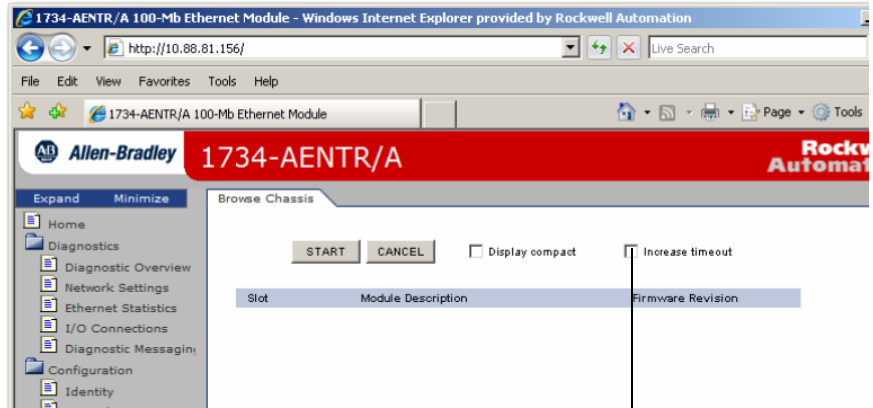 1734-AENTR/A 100-Mb Ethernet Module - Windows Internet Explorer provided by Rockwell Automation
http://10.88.81.156/
Live Search
File Edit View Favorites Tools Help
1734-AENTR/A 100-Mb Ethernet Module
Page Tools
AB Allen-Bradley
1734-AENTR/A
Rockw
Automat
Expand Minimize
Browse Chassis
Home
Diagnostics
Diagnostic Overview
Network Settings
Ethernet Statistics
I/O Connections
Diagnostic Messaging
Configuration
Identity
START CANCEL Display compact Increase timeout
Slot Module Description Firmware Revision